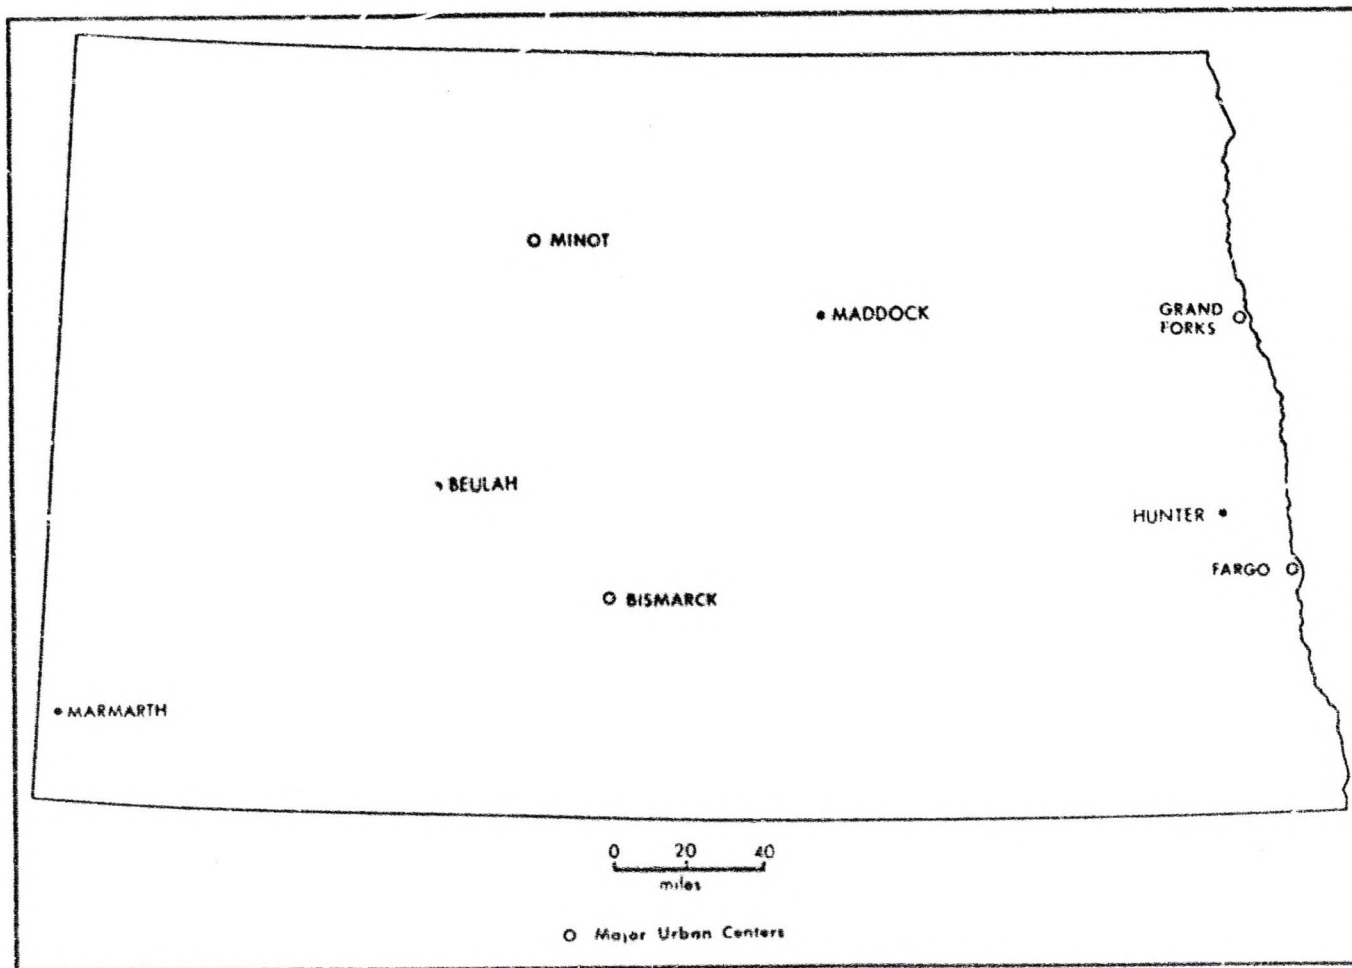 MINOT
MADDOCK
GRAND
FORKS
BEULAH
HUNTER
FARGO
BISMARCK
MARMARTH
0 20 40
miles
Major Urban Centers